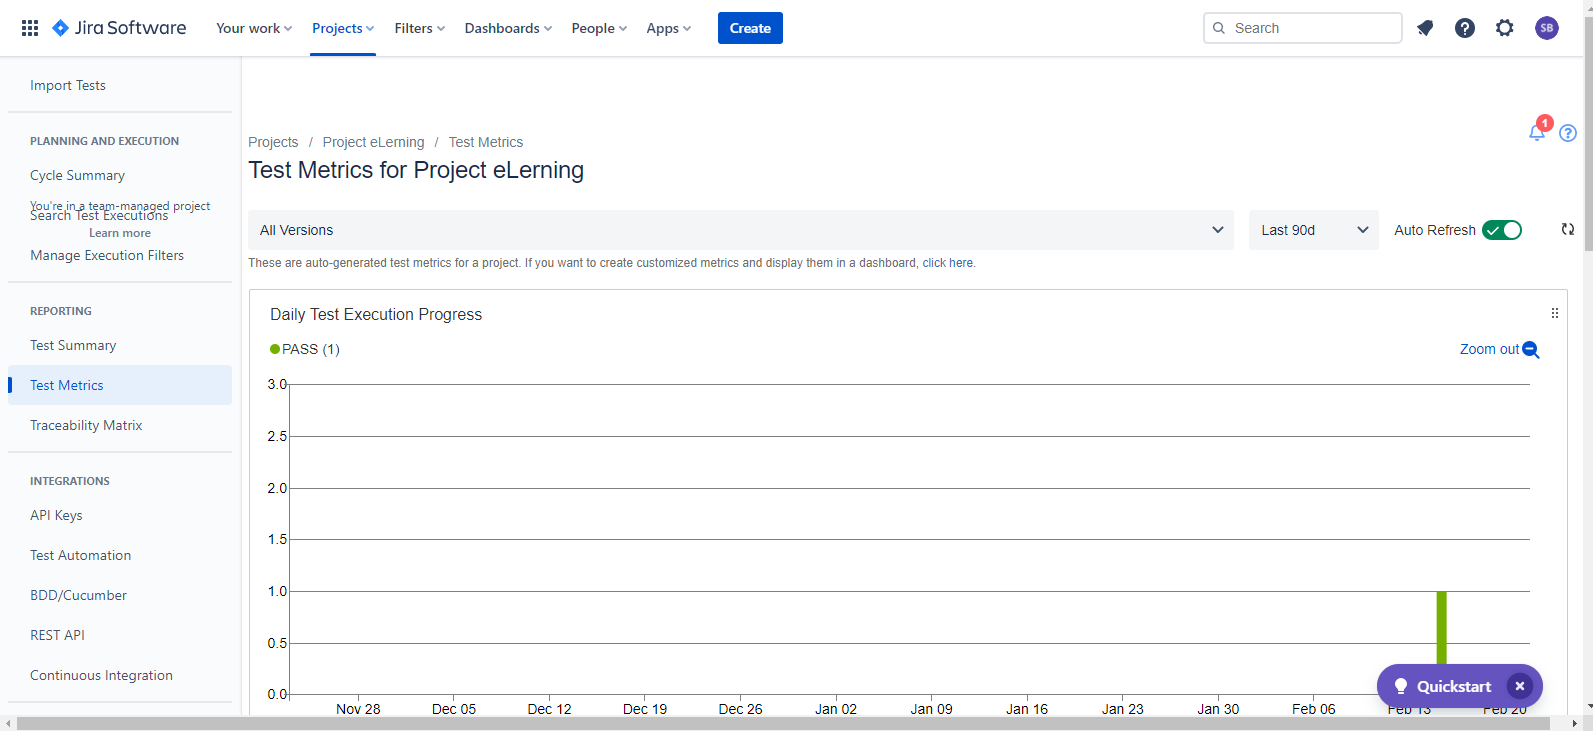 Jira Software Your work Projects Filters Dashboards People Apps Create Search SB
Import Tests
PLANNING AND EXECUTION
Cycle Summary
You're in a team-managed project
Search Test Executions
Learn more
Manage Execution Filters
REPORTING
Test Summary
Test Metrics
Traceability Matrix
INTEGRATIONS
API Keys
Test Automation
BDD/Cucumber
REST API
Continuous Integration
1
Projects / Project eLerning / Test Metrics
Test Metrics for Project eLerning
All Versions Last 90d Auto Refresh
These are auto-generated test metrics for a project. If you want to create customized metrics and display them in a dashboard, click here.
Daily Test Execution Progress
PASS (1) Zoom out
3.0
2.5
2.0
1.5
1.0
0.5
0.0
Nov 28 Dec 05 Dec 12 Dec 19 Dec 26 Jan 02 Jan 09 Jan 16 Jan 23 Jan 30 Feb 06 Feb 13 Feb 20
Quickstart